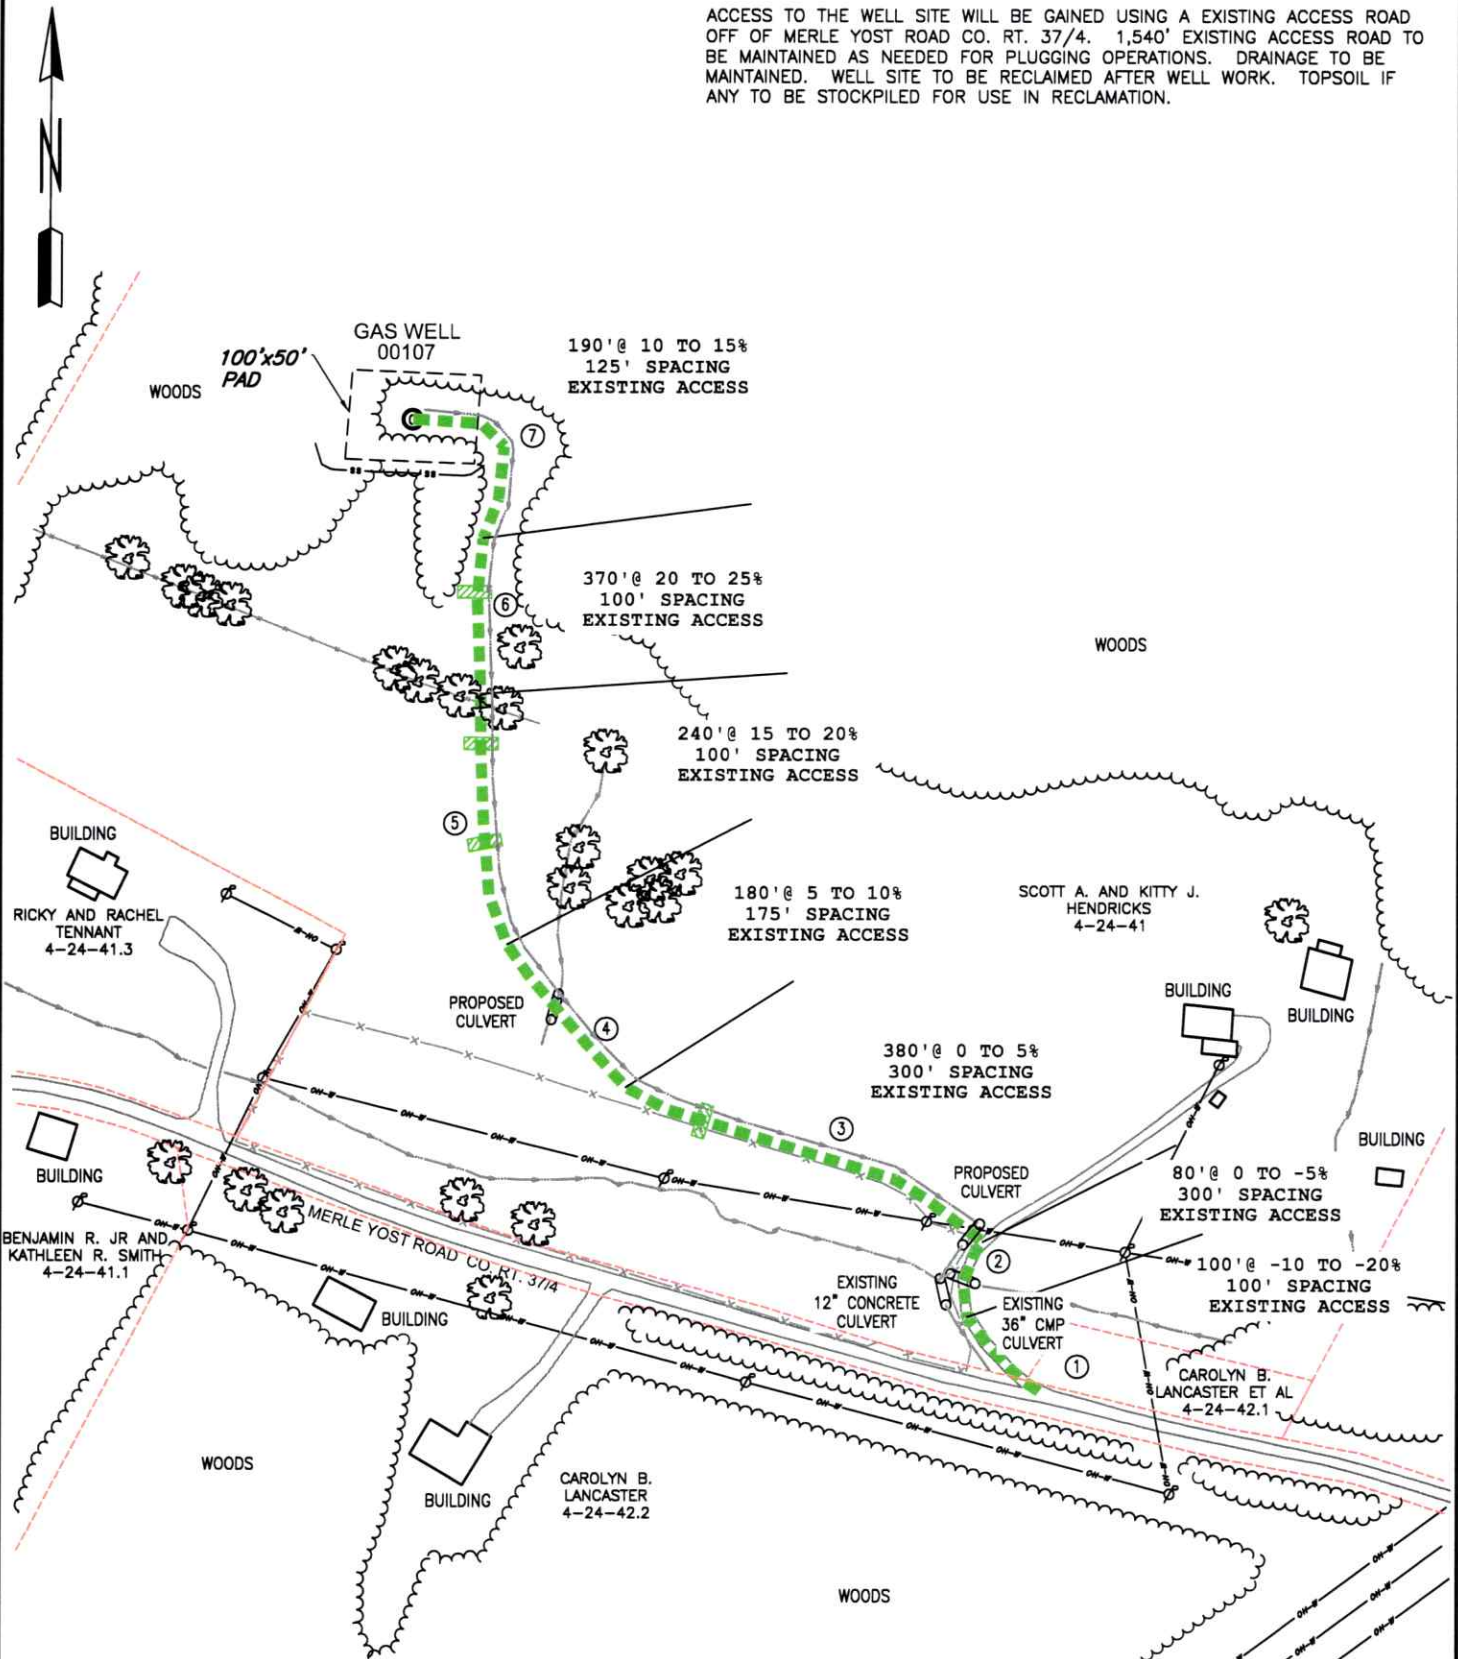 ACCESS TO THE WELL SITE WILL BE GAINED USING A EXISTING ACCESS ROAD
OFF OF MERLE YOST ROAD CO. RT. 37/4. 1,540' EXISTING ACCESS ROAD TO
BE MAINTAINED AS NEEDED FOR PLUGGING OPERATIONS. DRAINAGE TO BE
MAINTAINED. WELL SITE TO BE RECLAIMED AFTER WELL WORK. TOPSOIL IF
ANY TO BE STOCKPILED FOR USE IN RECLAMATION.
N
GAS WELL
00107
100'x50'
PAD
WOODS
190'@ 10 TO 15%
125' SPACING
EXISTING ACCESS
7
370'@ 20 TO 25%
100' SPACING
EXISTING ACCESS
6
WOODS
240'@ 15 TO 20%
100' SPACING
EXISTING ACCESS
5
BUILDING
RICKY AND RACHEL
TENNANT
4-24-41.3
180'@ 5 TO 10%
175' SPACING
EXISTING ACCESS
SCOTT A. AND KITTY J.
HENDRICKS
4-24-41
BUILDING
BUILDING
PROPOSED
CULVERT
4
380'@ 0 TO 5%
300' SPACING
EXISTING ACCESS
3
BUILDING
BUILDING
PROPOSED
CULVERT
80'@ 0 TO -5%
300' SPACING
EXISTING ACCESS
BENJAMIN R. JR AND
KATHLEEN R. SMITH
4-24-41.1
MERLE YOST ROAD CO. RT. 37/4
2
100'@ -10 TO -20%
100' SPACING
EXISTING ACCESS
EXISTING
12" CONCRETE
CULVERT
EXISTING
36" CMP
CULVERT
BUILDING
1
CAROLYN B.
LANCASTER ET AL
4-24-42.1
WOODS
BUILDING
CAROLYN B.
LANCASTER
4-24-42.2
WOODS